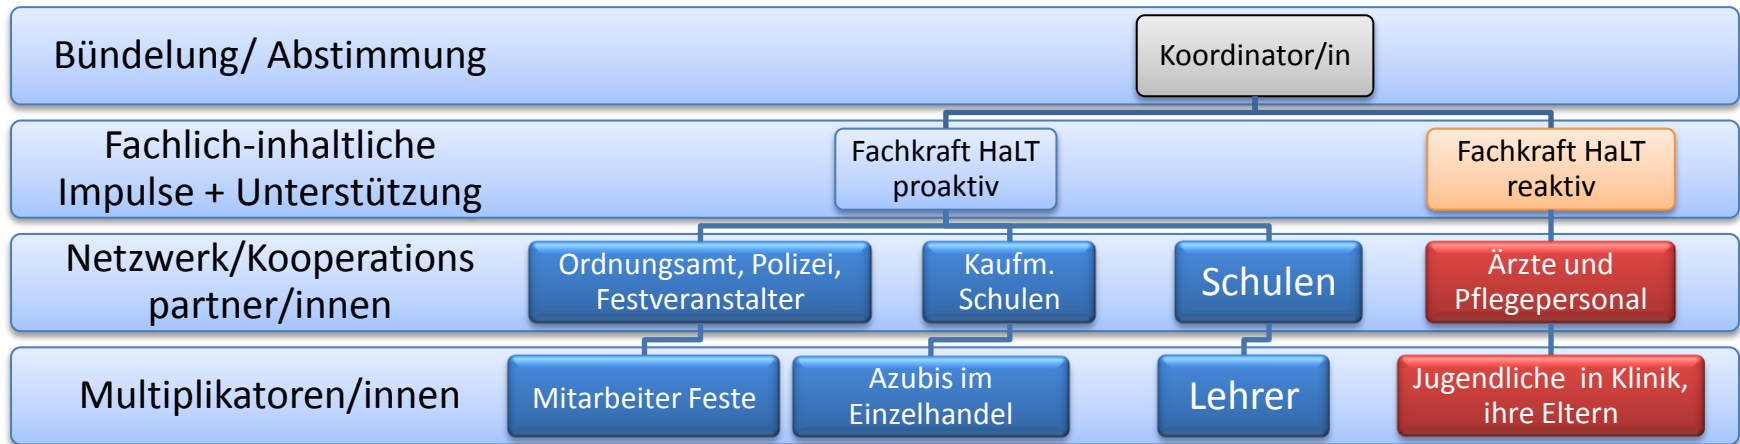 Bündelung/ Abstimmung
Koordinator/in
Fachlich-inhaltliche
Impulse + Unterstützung
Fachkraft HaLT
proaktiv
Fachkraft HaLT
reaktiv
Netzwerk/Kooperations
partner/innen
Ordnungsamt, Polizei,
Festveranstalter
Kaufm.
Schulen
Schulen
Ärzte und
Pflegepersonal
Multiplikatoren/innen
Mitarbeiter Feste
Azubis im
Einzelhandel
Lehrer
Jugendliche in Klinik,
ihre Eltern